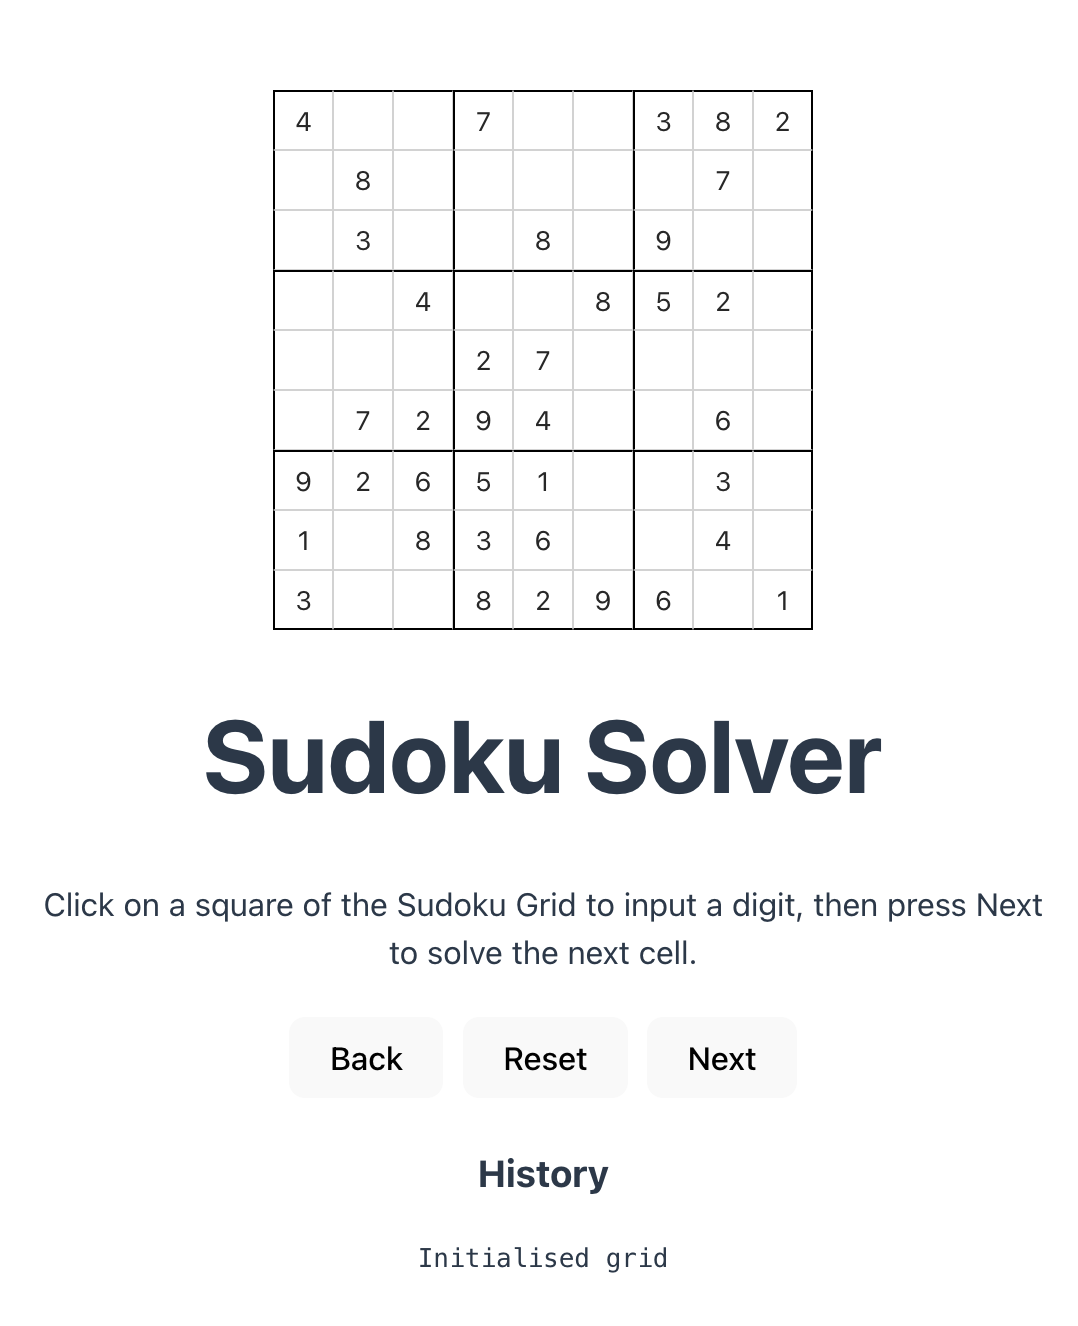 4 7 3 8 2
8 7
3 8 9
4 8 5 2
2 7
7 2 9 4 6
9 2 6 5 1 3
1 8 3 6 4
3 8 2 9 6 1
Sudoku Solver
Click on a square of the Sudoku Grid to input a digit, then press Next
to solve the next cell.
Back Reset Next
History
Initialised grid